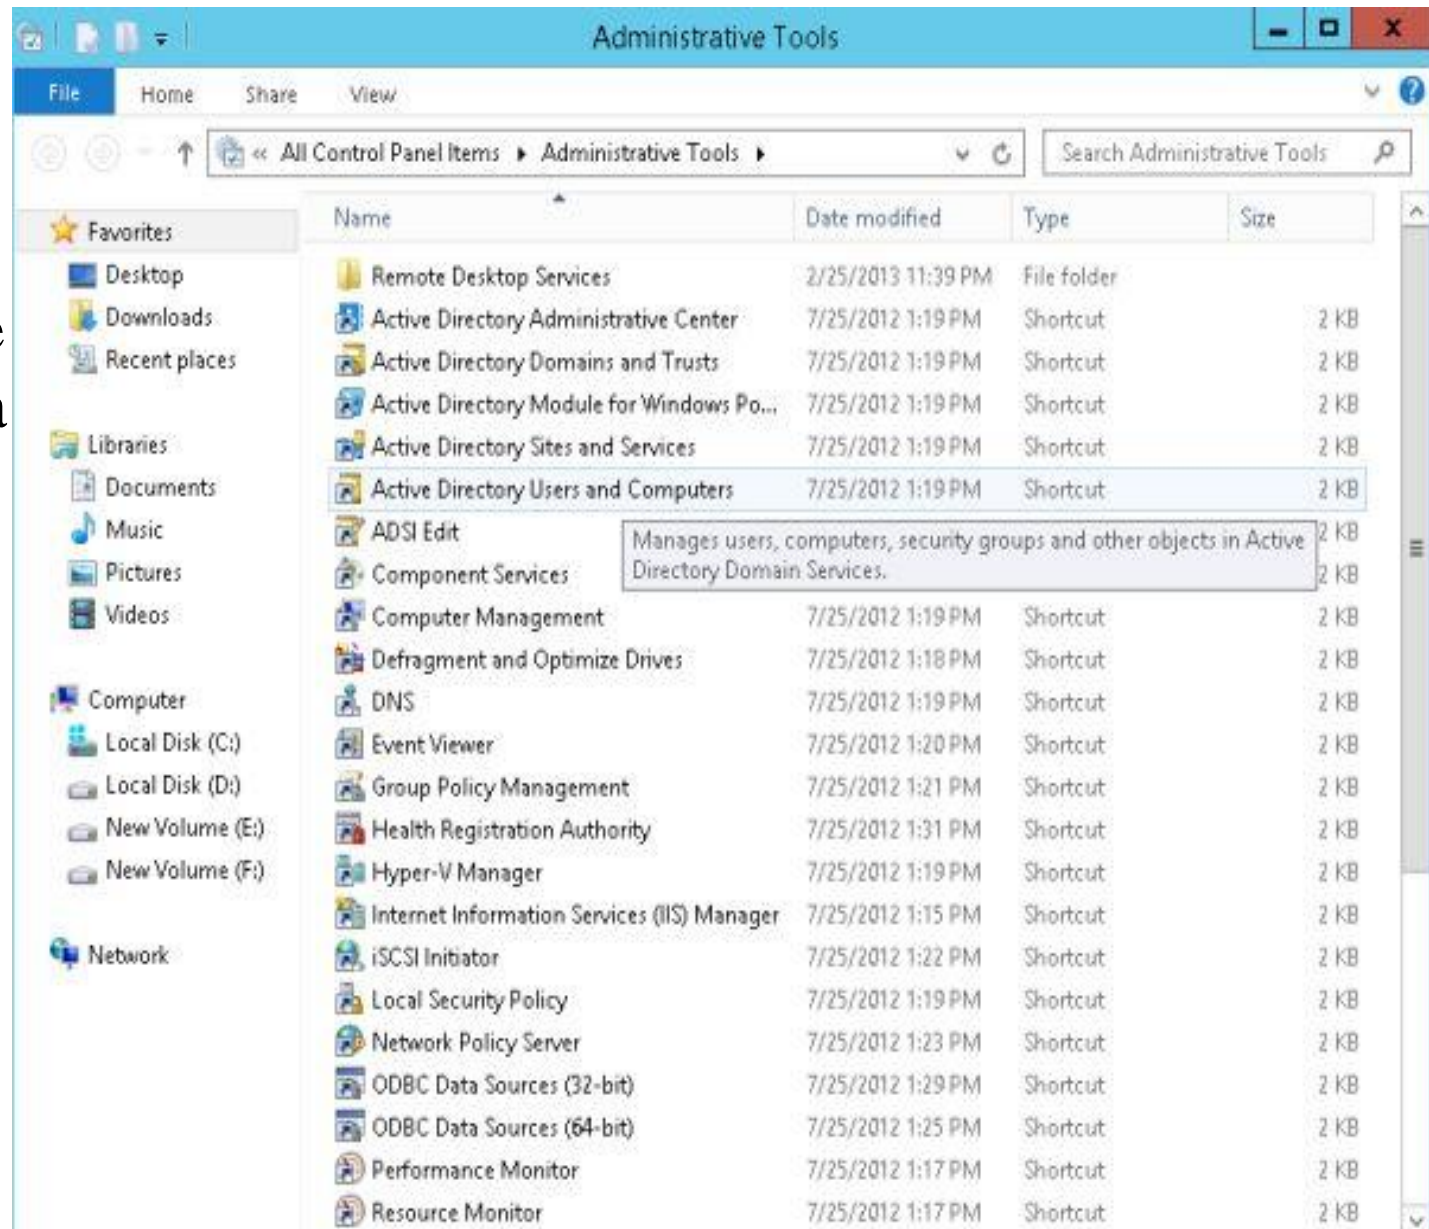 Administrative Tools
File Home Share View
« All Control Panel Items Administrative Tools Search Administrative Tools
Name Date modified Type Size
Favorites
Desktop
Downloads
Recent places
Libraries
Documents
Music
Pictures
Videos
Computer
Local Disk (C:)
Local Disk (D:)
New Volume (E:)
New Volume (F:)
Network
Remote Desktop Services 2/25/2013 11:39 PM File folder
Active Directory Administrative Center 7/25/2012 1:19 PM Shortcut 2 KB
Active Directory Domains and Trusts 7/25/2012 1:19 PM Shortcut 2 KB
Active Directory Module for Windows Po... 7/25/2012 1:19 PM Shortcut 2 KB
Active Directory Sites and Services 7/25/2012 1:19 PM Shortcut 2 KB
Active Directory Users and Computers 7/25/2012 1:19 PM Shortcut 2 KB
ADSI Edit 2 KB
Manages users, computers, security groups and other objects in Active
Directory Domain Services.
Component Services 2 KB
Computer Management 7/25/2012 1:19 PM Shortcut 2 KB
Defragment and Optimize Drives 7/25/2012 1:18 PM Shortcut 2 KB
DNS 7/25/2012 1:19 PM Shortcut 2 KB
Event Viewer 7/25/2012 1:20 PM Shortcut 2 KB
Group Policy Management 7/25/2012 1:21 PM Shortcut 2 KB
Health Registration Authority 7/25/2012 1:31 PM Shortcut 2 KB
Hyper-V Manager 7/25/2012 1:19 PM Shortcut 2 KB
Internet Information Services (IIS) Manager 7/25/2012 1:15 PM Shortcut 2 KB
iSCSI Initiator 7/25/2012 1:22 PM Shortcut 2 KB
Local Security Policy 7/25/2012 1:19 PM Shortcut 2 KB
Network Policy Server 7/25/2012 1:23 PM Shortcut 2 KB
ODBC Data Sources (32-bit) 7/25/2012 1:29 PM Shortcut 2 KB
ODBC Data Sources (64-bit) 7/25/2012 1:25 PM Shortcut 2 KB
Performance Monitor 7/25/2012 1:17 PM Shortcut 2 KB
Resource Monitor 7/25/2012 1:17 PM Shortcut 2 KB